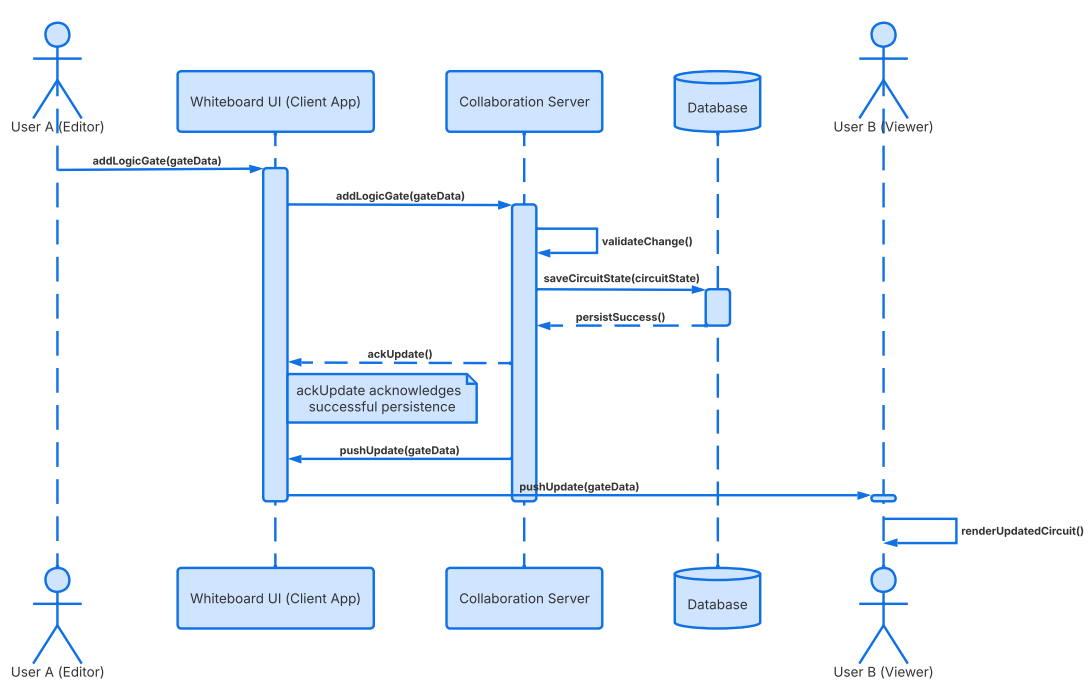 User A (Editor)
Whiteboard UI (Client App)
Collaboration Server
Database
User B (Viewer)
addLogicGate(gateData)
addLogicGate(gateData)
validateChange()
saveCircuitState(circuitState)
persistSuccess()
ackUpdate()
ackUpdate acknowledges
successful persistence
pushUpdate(gateData)
pushUpdate(gateData)
renderUpdatedCircuit()
User A (Editor)
Whiteboard UI (Client App)
Collaboration Server
Database
User B (Viewer)